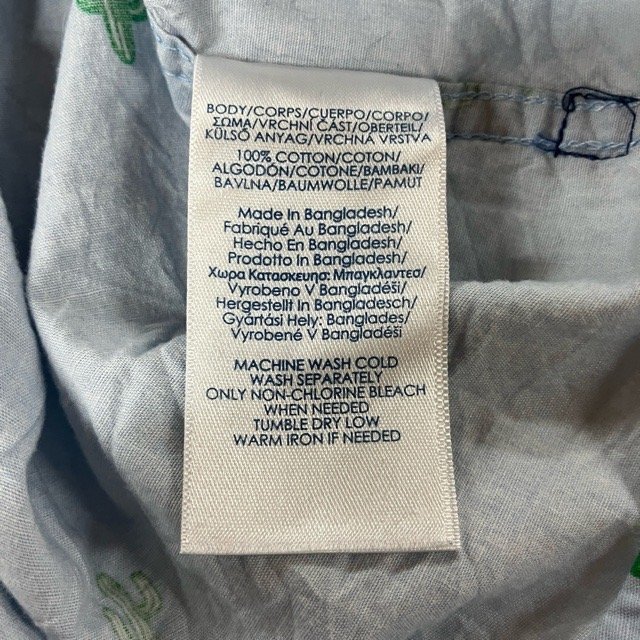 BODY/CORPS/CUERPO/CORPO/
ΣΩΜΑ/VRCHNÍ ČÁST/OBERTEIL/
KÜLSŐ ANYAG/VRCHNA VRSTVA
100% COTTON/COTON/
ALGODÓN/COTONE/BAMBAKI/
BAVLNA/BAUMWOLLE/PAMUT
Made In Bangladesh/
Fabriqué Au Bangladesh/
Hecho En Bangladesh/
Prodotto In Bangladesh/
Χωρα Κατασκευησ: Μπαγκλαντεσ/
Vyrobeno V Bangladéši/
Hergestellt In Bangladesch/
Gyártási Hely: Banglades/
Vyrobené V Bangladéši
MACHINE WASH COLD
WASH SEPARATELY
ONLY NON-CHLORINE BLEACH
WHEN NEEDED
TUMBLE DRY LOW
WARM IRON IF NEEDED